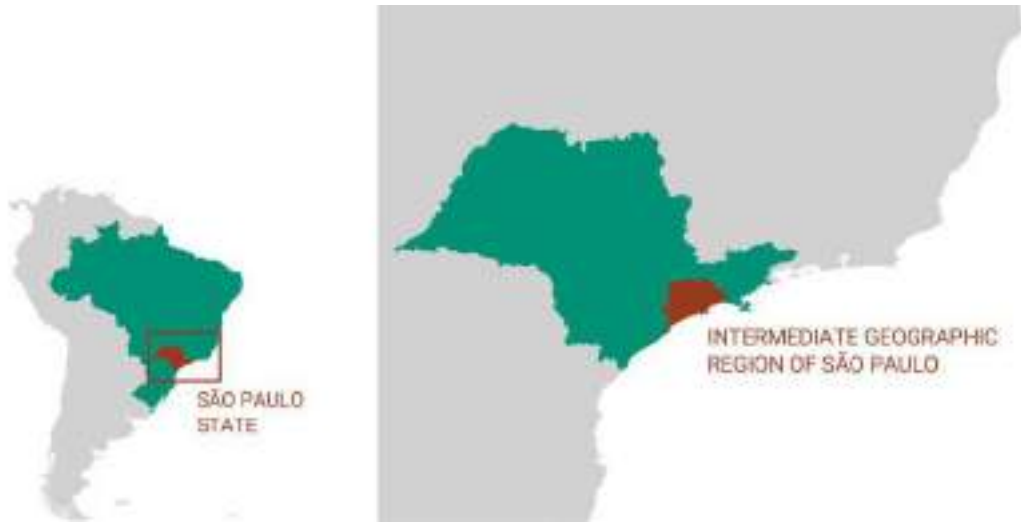 SÃO PAULO
STATE
INTERMEDIATE GEOGRAPHIC
REGION OF SÃO PAULO